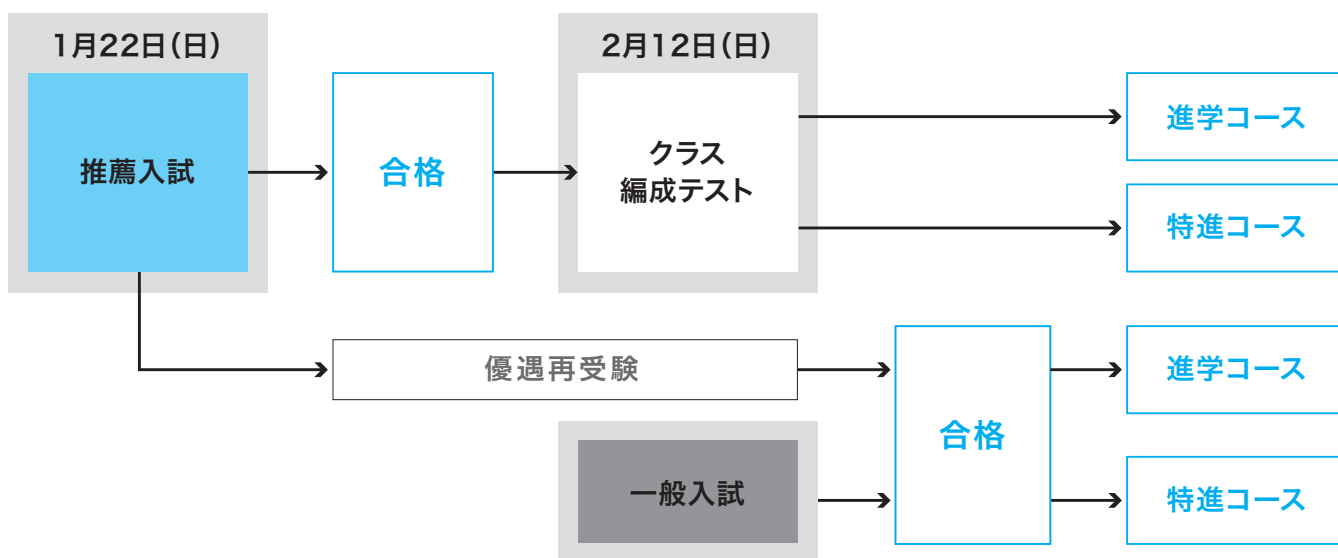 1月22日(日)
推薦入試
合格
2月12日(日)
クラス
編成テスト
進学コース
特進コース
優遇再受験
一般入試
合格
進学コース
特進コース